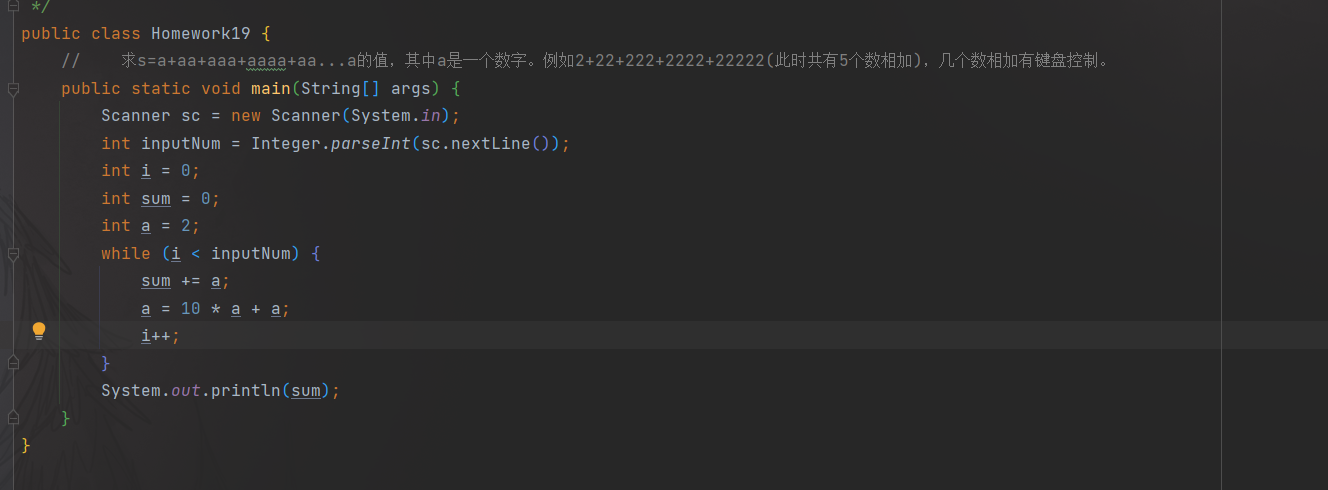 */
public class Homework19 {
//    求s=a+aa+aaa+aaaa+aa...a的值，其中a是一个数字。例如2+22+222+2222+22222(此时共有5个数相加)，几个数相加有键盘控制。
public static void main(String[] args) {
Scanner sc = new Scanner(System.in);
int inputNum = Integer.parseInt(sc.nextLine());
int i = 0;
int sum = 0;
int a = 2;
while (i < inputNum) {
sum += a;
a = 10 * a + a;
i++;
}
System.out.println(sum);
}
}